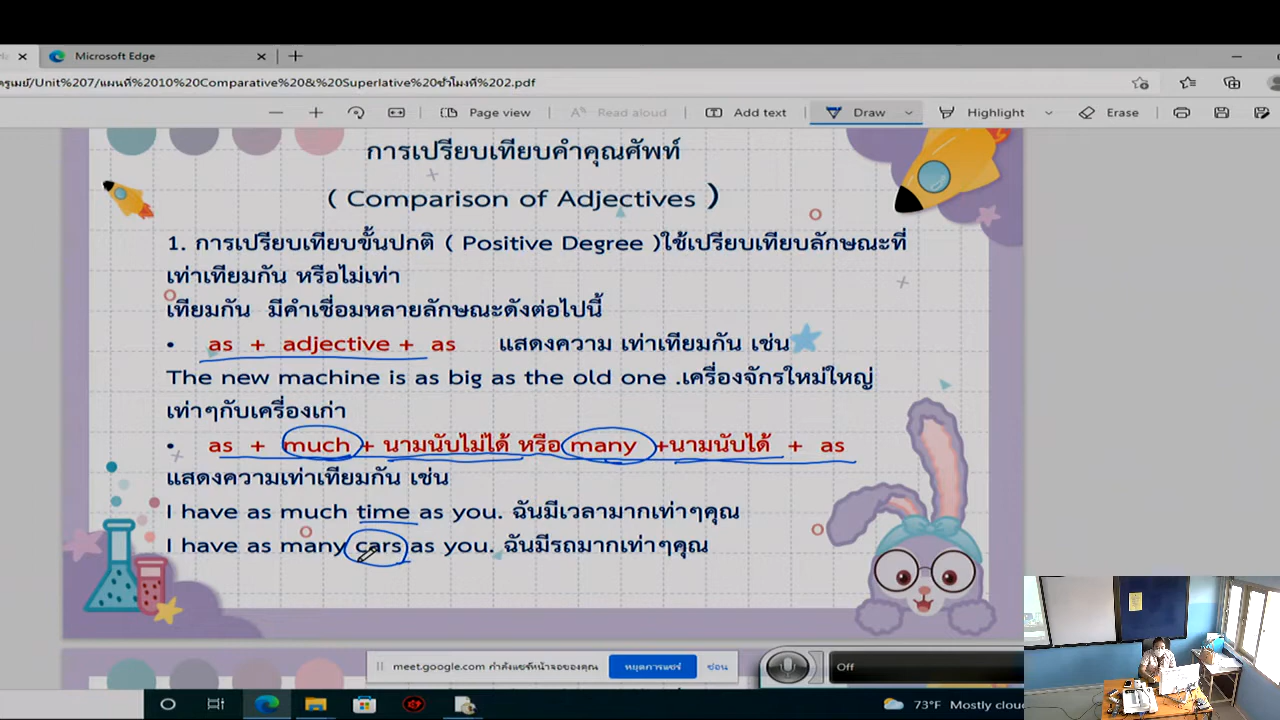 Microsoft Edge
ครูเมย์/Unit%207/แผนที่%2010%20Comparative%20&%20Superlative%20ชั่วโมงที่%202.pdf
Page view
Read aloud
Add text
Draw
Highlight
Erase
การเปรียบเทียบคำคุณศัพท์
( Comparison of Adjectives )
1. การเปรียบเทียบขั้นปกติ ( Positive Degree )ใช้เปรียบเทียบลักษณะที่
เท่าเทียมกัน หรือไม่เท่า
เทียมกัน มีคำเชื่อมหลายลักษณะดังต่อไปนี้
• as + adjective + as แสดงความ เท่าเทียมกัน เช่น
The new machine is as big as the old one .เครื่องจักรใหม่ใหญ่
เท่าๆกับเครื่องเก่า
• as + much + นามนับไม่ได้ หรือ many +นามนับได้ + as
แสดงความเท่าเทียมกัน เช่น
I have as much time as you. ฉันมีเวลามากเท่าๆคุณ
I have as many cars as you. ฉันมีรถมากเท่าๆคุณ
meet.google.com กำลังแชร์หน้าจอของคุณ
หยุดการแชร์
ซ่อน
Off
73°F Mostly clou